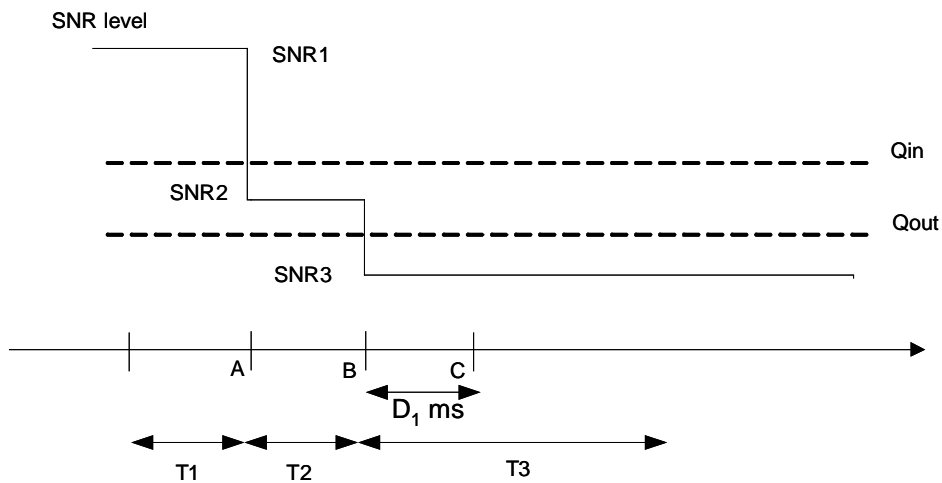 SNR level
SNR1
Qin
SNR2
Qout
SNR3
A
B
C
D₁ ms
T1
T2
T3